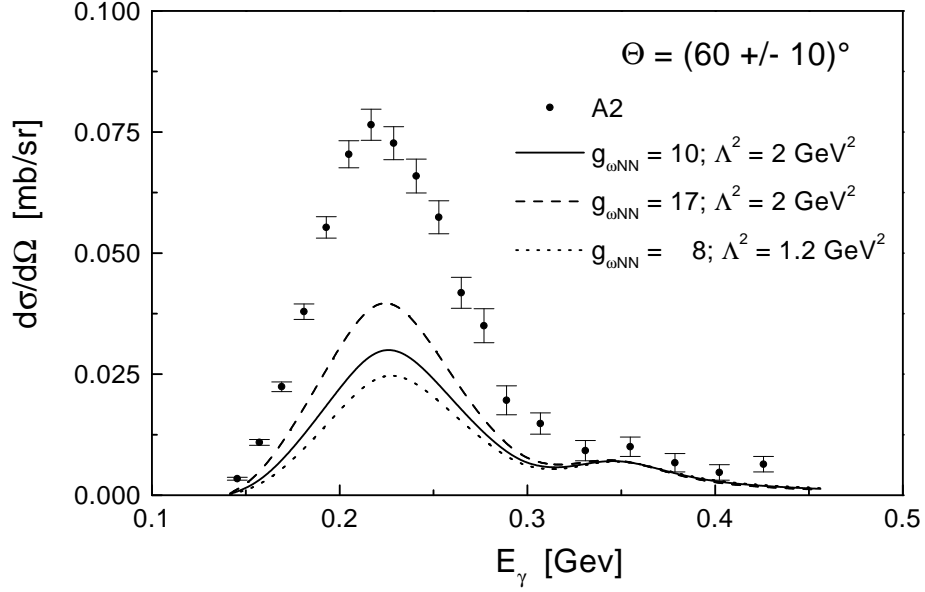 0.100
0.075
0.050
0.025
0.000
dσ/dΩ [mb/sr]
Θ = (60 +/- 10)°
A2
g_ωNN = 10; Λ² = 2 GeV²
g_ωNN = 17; Λ² = 2 GeV²
g_ωNN = 8; Λ² = 1.2 GeV²
0.1 0.2 0.3 0.4 0.5
E_γ [Gev]